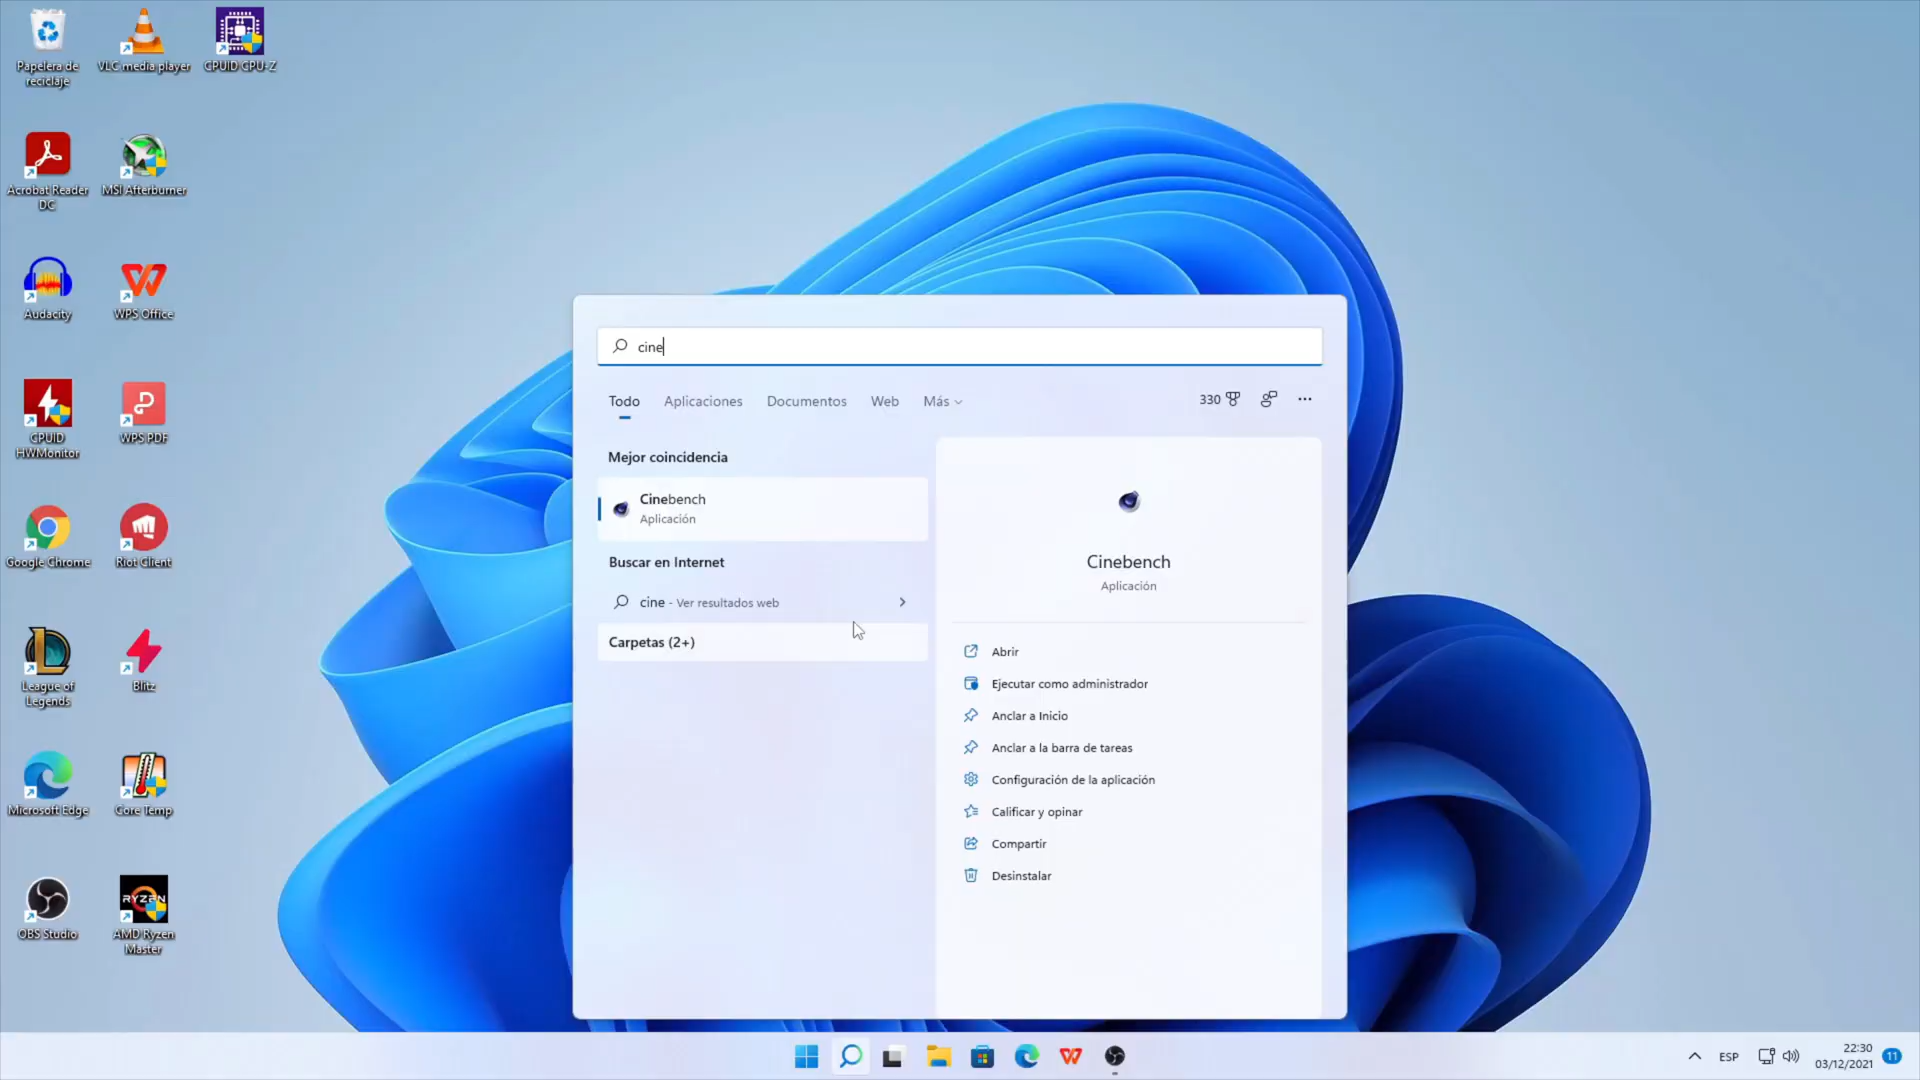 Papelera de
reciclaje
VLC media player
CPUID CPU-Z
Acrobat Reader
DC
MSI Afterburner
Audacity
WPS Office
CPUID
HWMonitor
WPS PDF
Google Chrome
Riot Client
League of
Legends
Blitz
Microsoft Edge
Core Temp
OBS Studio
RYZEN
AMD Ryzen
Master
cine
Todo
Aplicaciones
Documentos
Web
Más
330
Mejor coincidencia
Cinebench
Aplicación
Buscar en Internet
cine - Ver resultados web
Carpetas (2+)
Cinebench
Aplicación
Abrir
Ejecutar como administrador
Anclar a Inicio
Anclar a la barra de tareas
Configuración de la aplicación
Calificar y opinar
Compartir
Desinstalar
ESP
22:30
03/12/2021
11